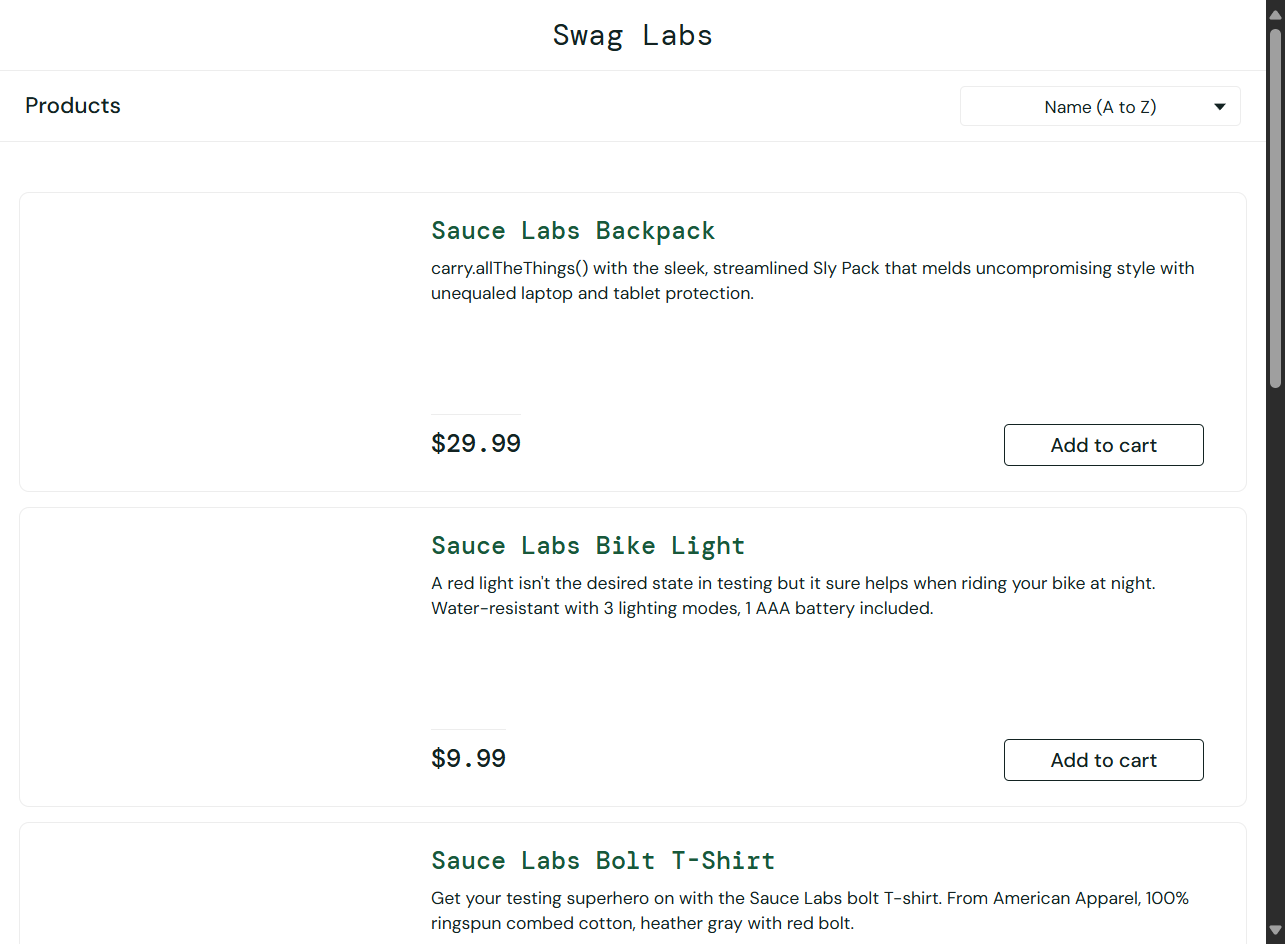 Swag Labs
Products
Name (A to Z)
Sauce Labs Backpack
carry.allTheThings() with the sleek, streamlined Sly Pack that melds uncompromising style with
unequaled laptop and tablet protection.
$29.99
Add to cart
Sauce Labs Bike Light
A red light isn't the desired state in testing but it sure helps when riding your bike at night.
Water-resistant with 3 lighting modes, 1 AAA battery included.
$9.99
Add to cart
Sauce Labs Bolt T-Shirt
Get your testing superhero on with the Sauce Labs bolt T-shirt. From American Apparel, 100%
ringspun combed cotton, heather gray with red bolt.